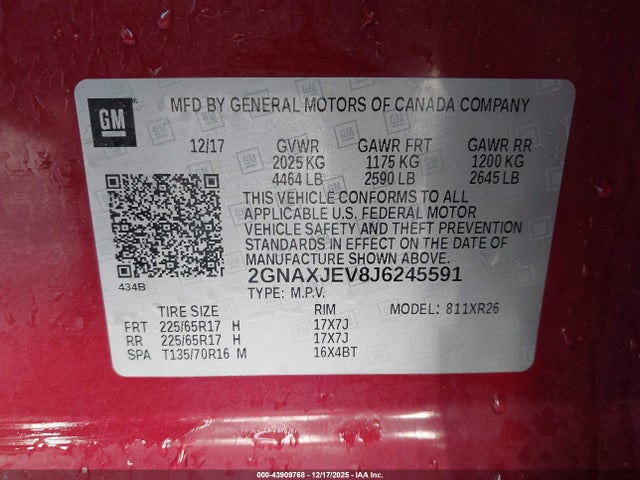 GM
MFD BY GENERAL MOTORS OF CANADA COMPANY
12/17 GVWR GAWR FRT GAWR RR
2025 KG 1175 KG 1200 KG
4464 LB 2590 LB 2645 LB
THIS VEHICLE CONFORMS TO ALL
APPLICABLE U.S. FEDERAL MOTOR
VEHICLE SAFETY AND THEFT PREVENTION
STANDARDS IN EFFECT ON THE DATE OF
MANUFACTURE SHOWN ABOVE.
434B
2GNAXJEV8J6245591
TYPE: M.P.V.
TIRE SIZE RIM MODEL: 811XR26
FRT 225/65R17 H 17X7J
RR 225/65R17 H 17X7J
SPA T135/70R16 M 16X4BT
© 000-43909768 - 12/17/2025 - IAA Inc.